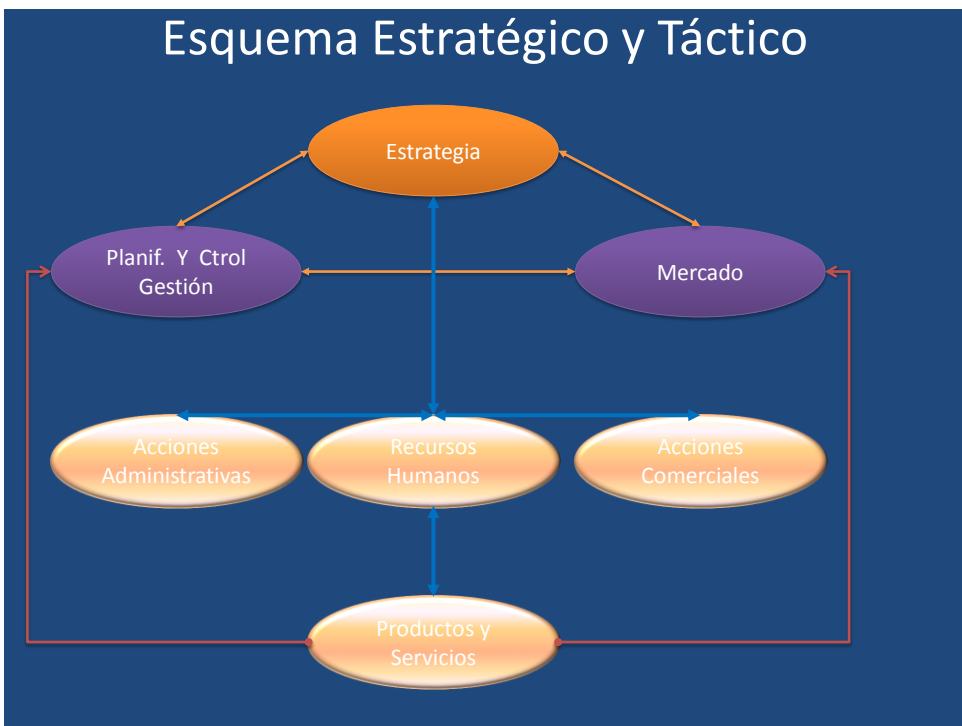 Esquema Estratégico y Táctico
Estrategia
Planif. Y Ctrol
Gestión
Mercado
Acciones
Administrativas
Recursos
Humanos
Acciones
Comerciales
Productos y
Servicios